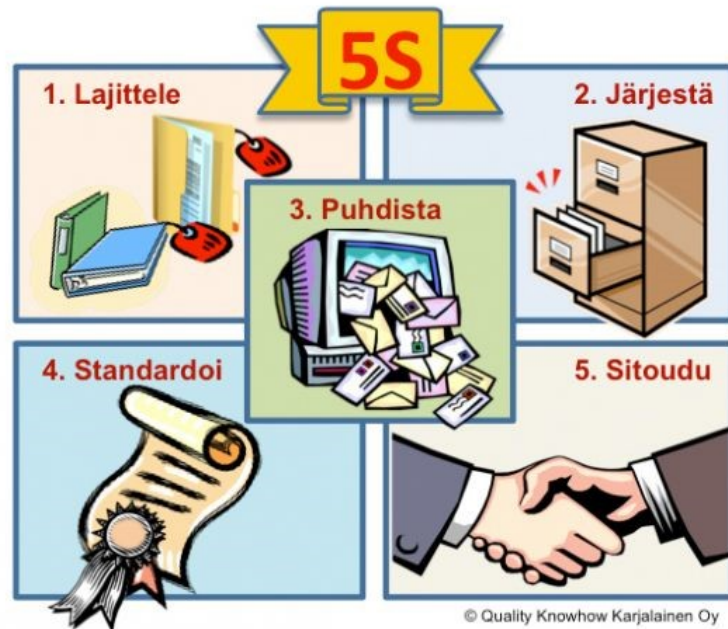 5S
1. Lajittele
2. Järjestä
3. Puhdista
4. Standardoi
5. Sitoudu
© Quality Knowhow Karjalainen Oy